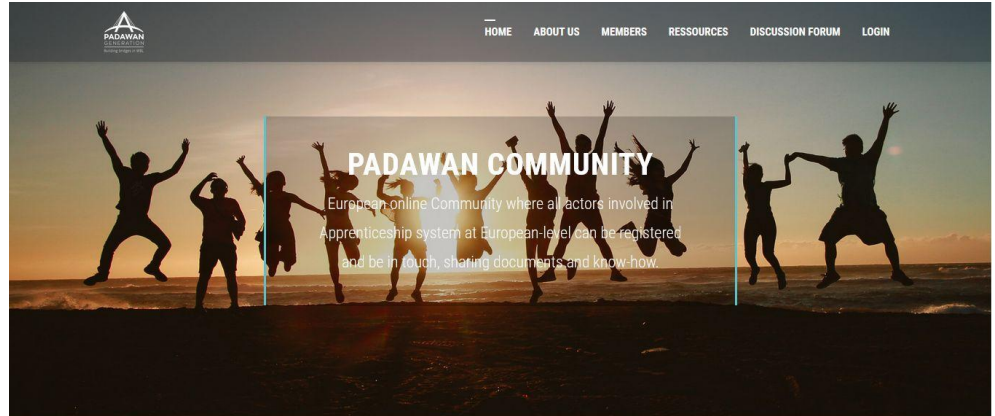 PADAWAN
GENERATION
HOME ABOUT US MEMBERS RESSOURCES DISCUSSION FORUM LOGIN
PADAWAN COMMUNITY
European online Community where all actors involved in
Apprenticeship system at European-level can be registered
and be in touch, sharing documents and know-how.